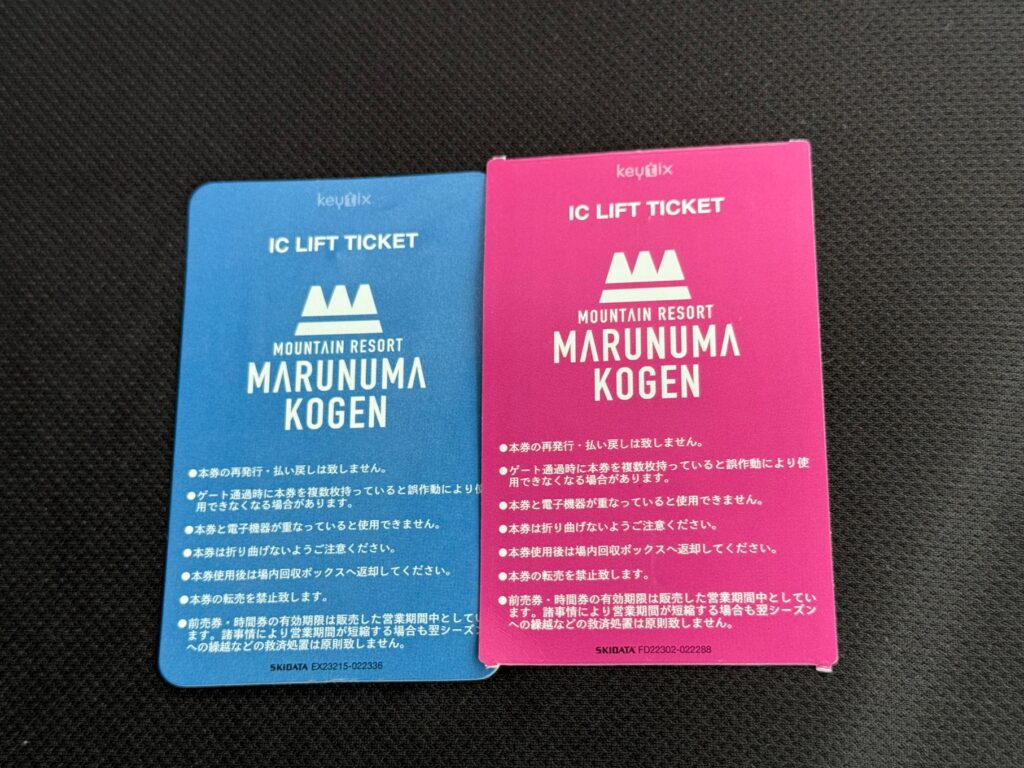 keytix
IC LIFT TICKET
MOUNTAIN RESORT
MARUNUMA
KOGEN
●本券の再発行・払い戻しは致しません。
●ゲート通過時に本券を複数枚持っていると誤作動により使
用できなくなる場合があります。
●本券と電子機器が重なっていると使用できません。
●本券は折り曲げないようご注意ください。
●本券使用後は場内回収ボックスへ返却してください。
●本券の転売を禁止致します。
●前売券・時間券の有効期限は販売した営業期間中としてい
ます。諸事情により営業期間が短縮する場合も翌シーズン
への繰越などの救済処置は原則致しません。
SKIDATA EX23215-022336
keytix
IC LIFT TICKET
MOUNTAIN RESORT
MARUNUMA
KOGEN
●本券の再発行・払い戻しは致しません。
●ゲート通過時に本券を複数枚持っていると誤作動により使
用できなくなる場合があります。
●本券と電子機器が重なっていると使用できません。
●本券は折り曲げないようご注意ください。
●本券使用後は場内回収ボックスへ返却してください。
●本券の転売を禁止致します。
●前売券・時間券の有効期限は販売した営業期間中としてい
ます。諸事情により営業期間が短縮する場合も翌シーズン
への繰越などの救済処置は原則致しません。
SKIDATA FD22302-022288